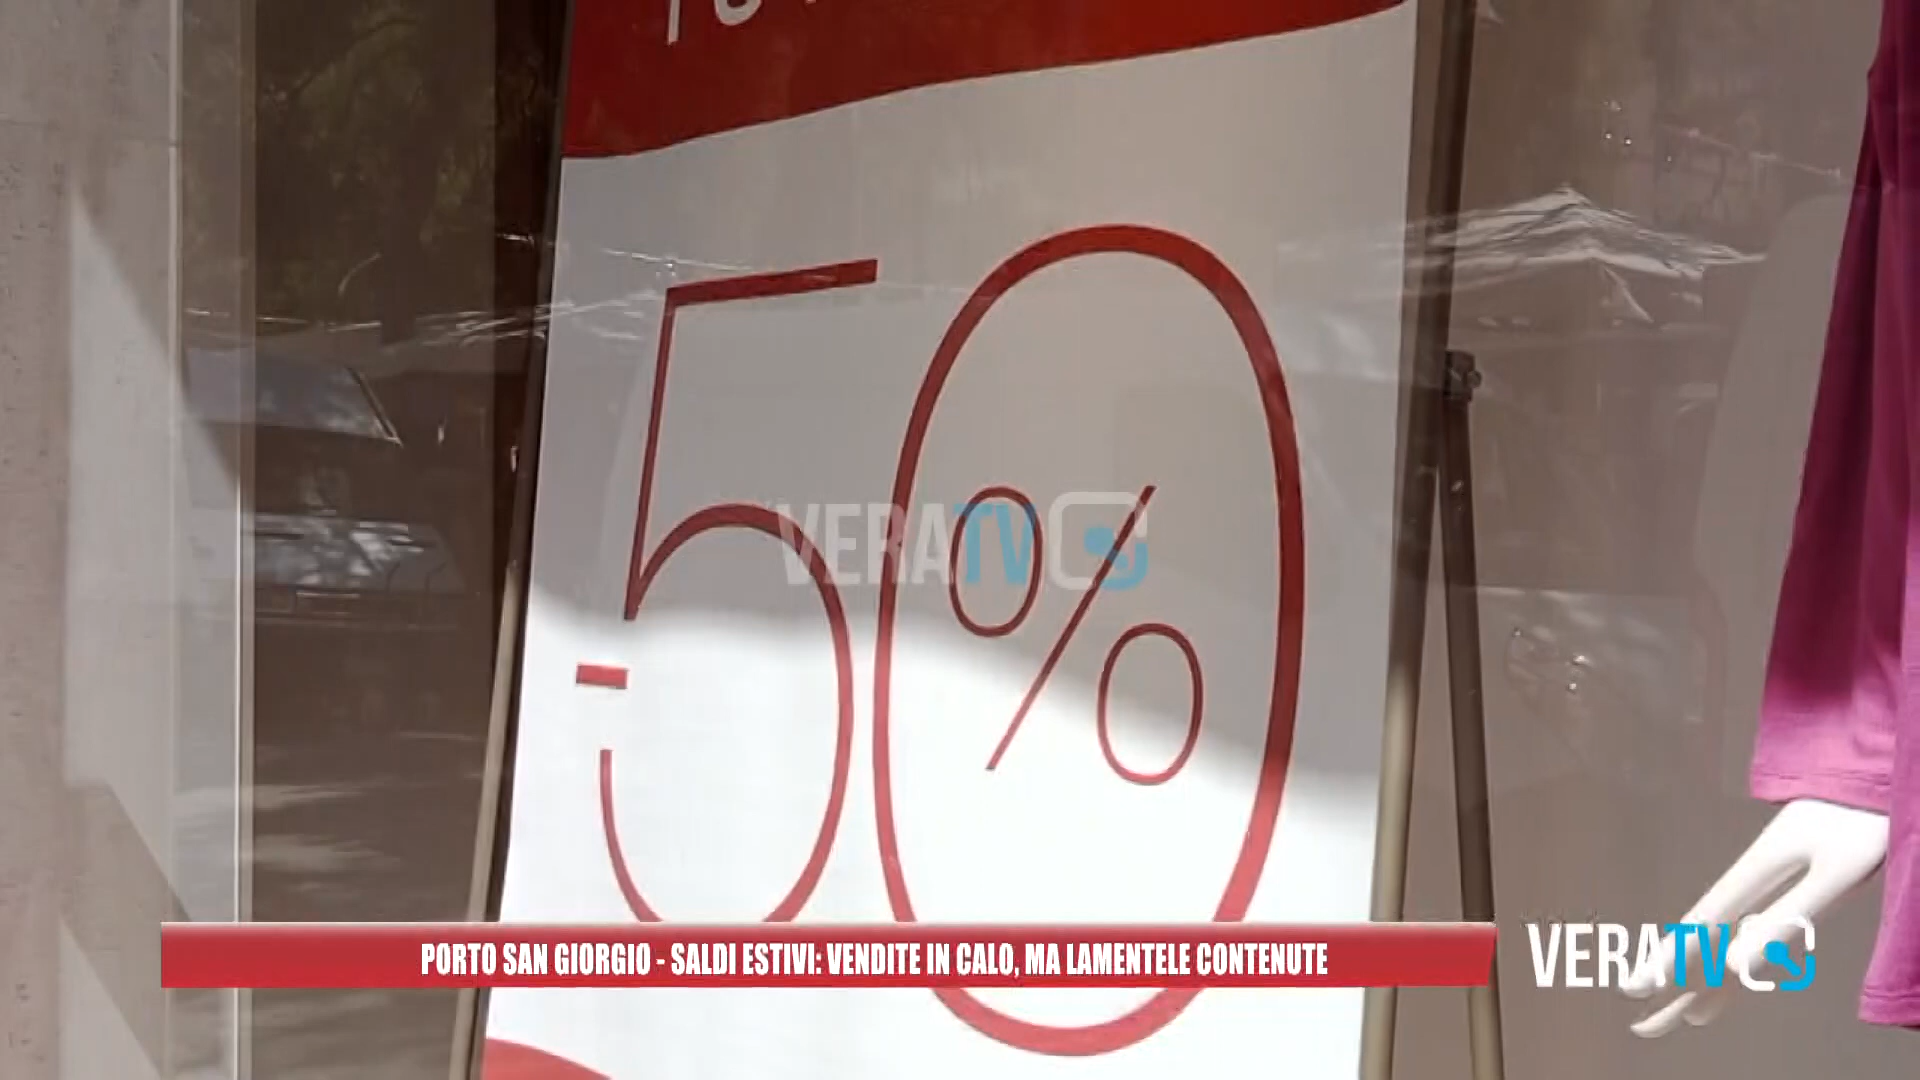 -50%
VERATV
PORTO SAN GIORGIO - SALDI ESTIVI: VENDITE IN CALO, MA LAMENTELE CONTENUTE
VERATV